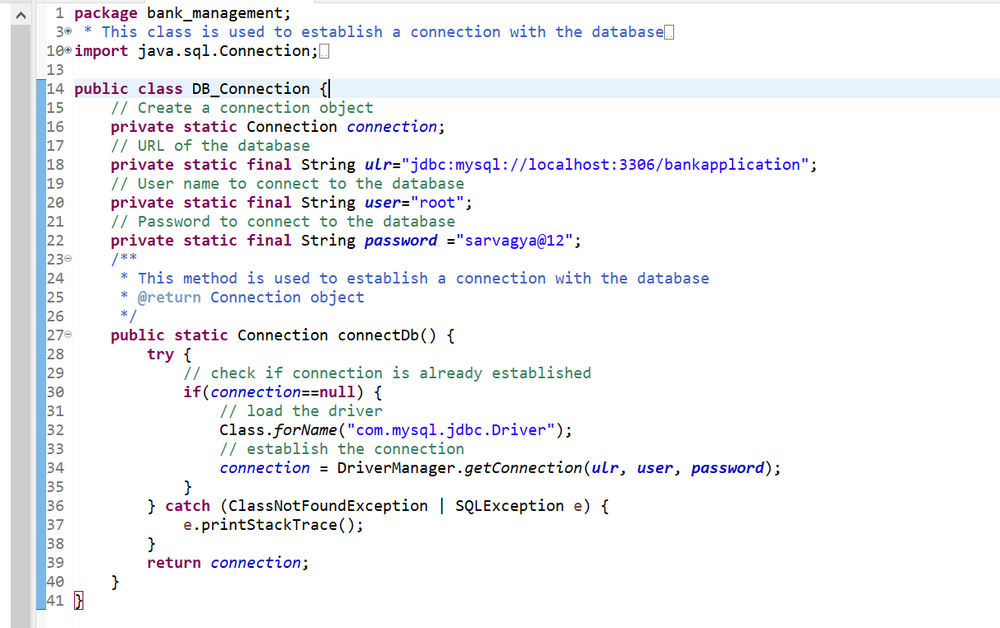 1 package bank_management;
3 * This class is used to establish a connection with the database
10 import java.sql.Connection;
13
14 public class DB_Connection {
15 // Create a connection object
16 private static Connection connection;
17 // URL of the database
18 private static final String ulr="jdbc:mysql://localhost:3306/bankapplication";
19 // User name to connect to the database
20 private static final String user="root";
21 // Password to connect to the database
22 private static final String password ="sarvagya@12";
23 /**
24 * This method is used to establish a connection with the database
25 * @return Connection object
26 */
27 public static Connection connectDb() {
28 try {
29 // check if connection is already established
30 if(connection==null) {
31 // load the driver
32 Class.forName("com.mysql.jdbc.Driver");
33 // establish the connection
34 connection = DriverManager.getConnection(ulr, user, password);
35 }
36 } catch (ClassNotFoundException | SQLException e) {
37 e.printStackTrace();
38 }
39 return connection;
40 }
41 }